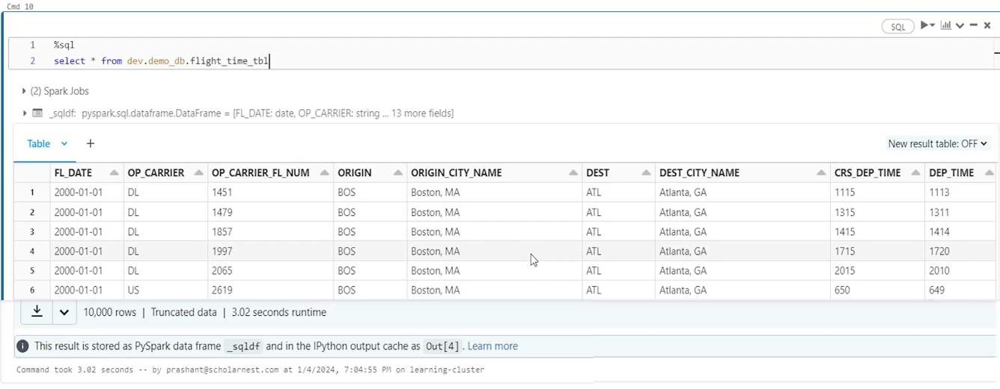 Cmd 10
SQL
1 %sql
2 select * from dev.demo_db.flight_time_tbl
(2) Spark Jobs
_sqldf: pyspark.sql.dataframe.DataFrame = [FL_DATE: date, OP_CARRIER: string ... 13 more fields]
Table + New result table: OFF
FL_DATE OP_CARRIER OP_CARRIER_FL_NUM ORIGIN ORIGIN_CITY_NAME DEST DEST_CITY_NAME CRS_DEP_TIME DEP_TIME
1 2000-01-01 DL 1451 BOS Boston, MA ATL Atlanta, GA 1115 1113
2 2000-01-01 DL 1479 BOS Boston, MA ATL Atlanta, GA 1315 1311
3 2000-01-01 DL 1857 BOS Boston, MA ATL Atlanta, GA 1415 1414
4 2000-01-01 DL 1997 BOS Boston, MA ATL Atlanta, GA 1715 1720
5 2000-01-01 DL 2065 BOS Boston, MA ATL Atlanta, GA 2015 2010
6 2000-01-01 US 2619 BOS Boston, MA ATL Atlanta, GA 650 649
10,000 rows | Truncated data | 3.02 seconds runtime
This result is stored as PySpark data frame _sqldf and in the IPython output cache as Out[4]. Learn more
Command took 3.02 seconds -- by prashant@scholarnest.com at 1/4/2024, 7:04:55 PM on learning-cluster